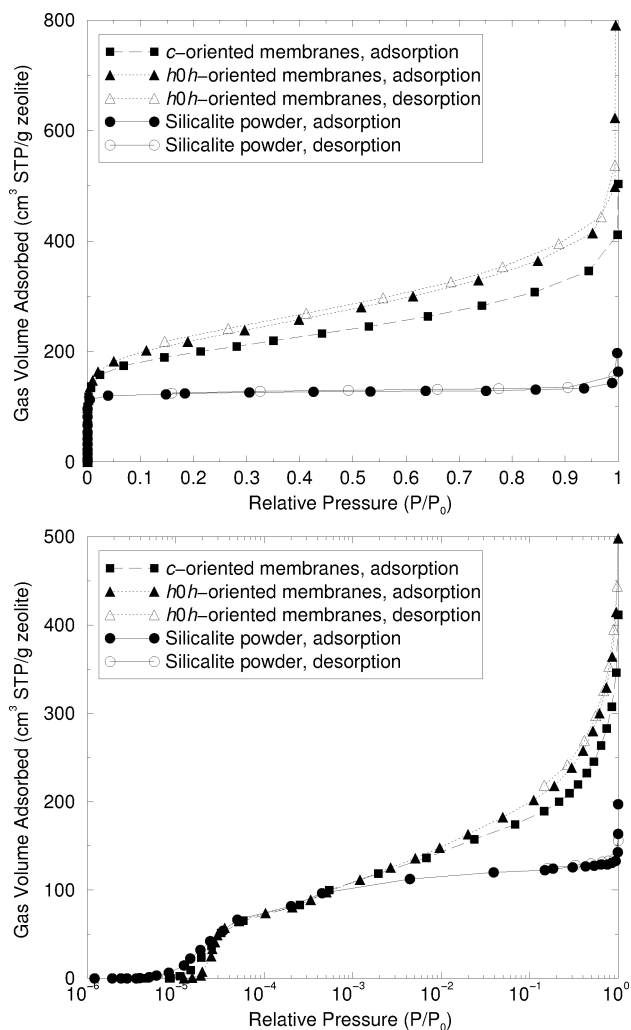 800
600
400
200
0
Gas Volume Adsorbed (cm³ STP/g zeolite)
c−oriented membranes, adsorption
h0h−oriented membranes, adsorption
h0h−oriented membranes, desorption
Silicalite powder, adsorption
Silicalite powder, desorption
0 0.1 0.2 0.3 0.4 0.5 0.6 0.7 0.8 0.9 1
Relative Pressure (P/P₀)
500
400
300
200
100
0
Gas Volume Adsorbed (cm³ STP/g zeolite)
c−oriented membranes, adsorption
h0h−oriented membranes, adsorption
h0h−oriented membranes, desorption
Silicalite powder, adsorption
Silicalite powder, desorption
10⁻⁶ 10⁻⁵ 10⁻⁴ 10⁻³ 10⁻² 10⁻¹ 10⁰
Relative Pressure (P/P₀)